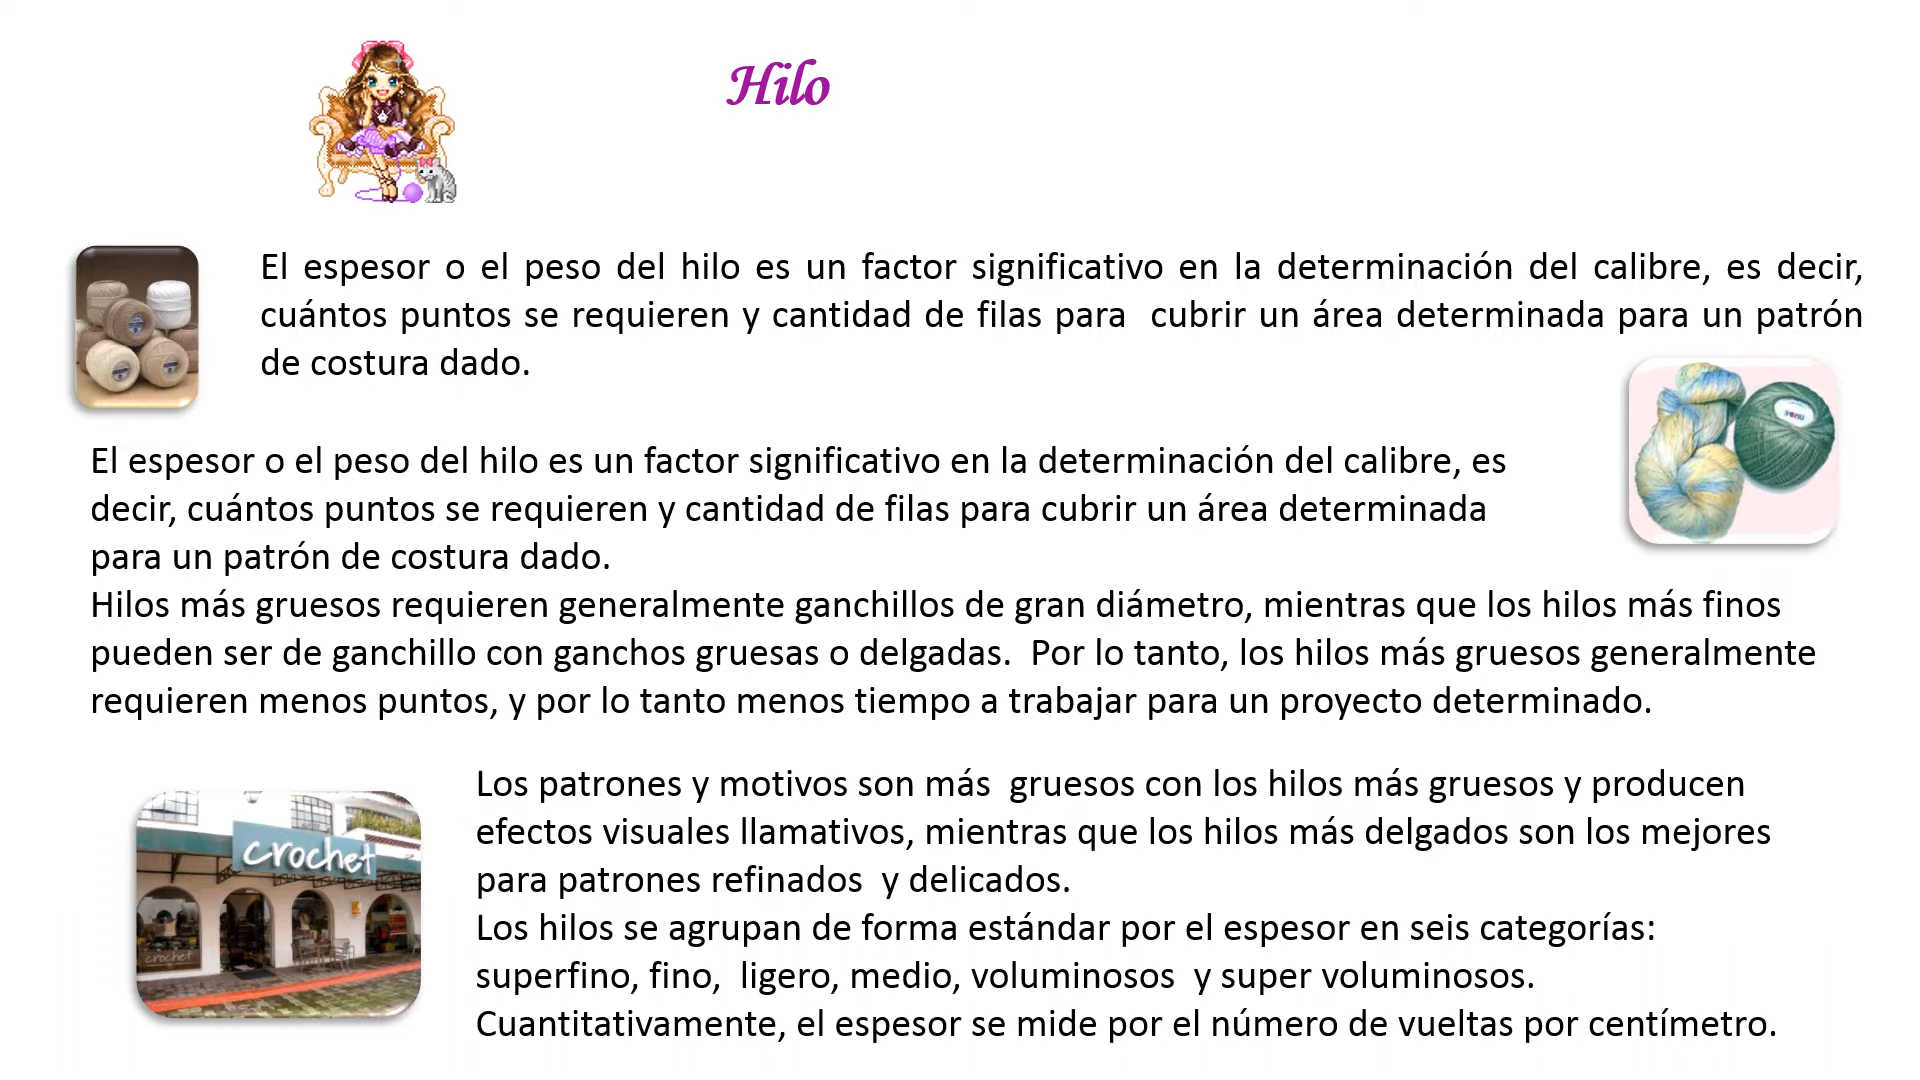 Hilo
El espesor o el peso del hilo es un factor significativo en la determinación del calibre, es decir,
cuántos puntos se requieren y cantidad de filas para  cubrir un área determinada para un patrón
de costura dado.
El espesor o el peso del hilo es un factor significativo en la determinación del calibre, es
decir, cuántos puntos se requieren y cantidad de filas para cubrir un área determinada
para un patrón de costura dado.
Hilos más gruesos requieren generalmente ganchillos de gran diámetro, mientras que los hilos más finos
pueden ser de ganchillo con ganchos gruesas o delgadas.  Por lo tanto, los hilos más gruesos generalmente
requieren menos puntos, y por lo tanto menos tiempo a trabajar para un proyecto determinado.
Los patrones y motivos son más  gruesos con los hilos más gruesos y producen
efectos visuales llamativos, mientras que los hilos más delgados son los mejores
para patrones refinados  y delicados.
Los hilos se agrupan de forma estándar por el espesor en seis categorías:
superfino, fino,  ligero, medio, voluminosos  y super voluminosos.
Cuantitativamente, el espesor se mide por el número de vueltas por centímetro.
crochet
crochet